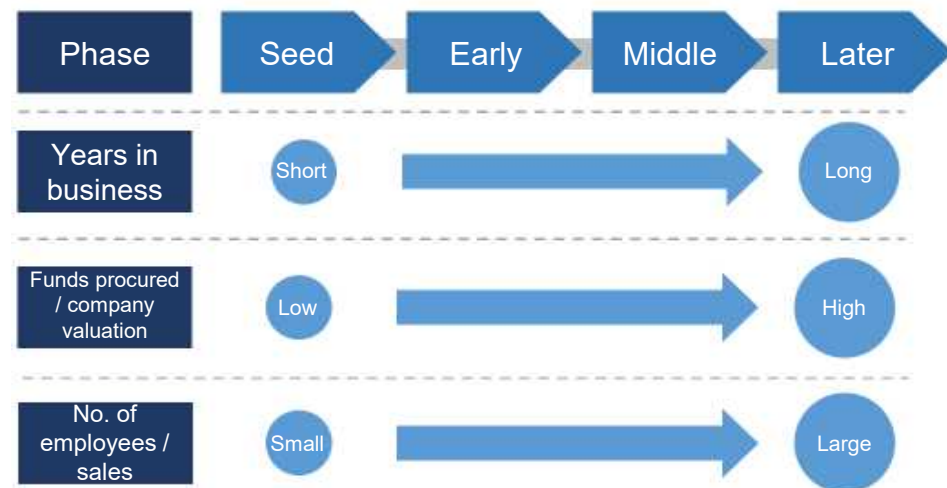 Phase
Seed
Early
Middle
Later
Years in
business
Short
Long
Funds procured
/ company
valuation
Low
High
No. of
employees /
sales
Small
Large